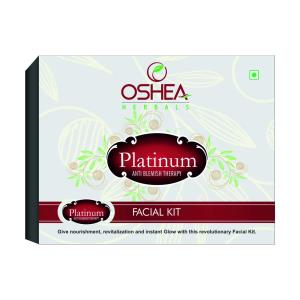 OSHEA
HERBALS
Platinum
ANTI BLEMISH THERAPY
FACIAL KIT
Platinum
Give nourishment, revitalization and instant Glow with this revolutionary Facial Kit.